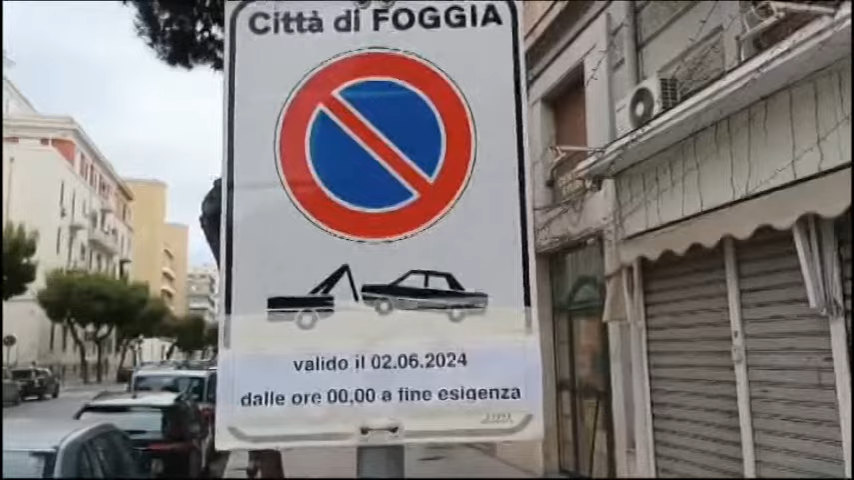 Città di FOGGIA
valido il 02.06.2024
dalle ore 00,00 a fine esigenza